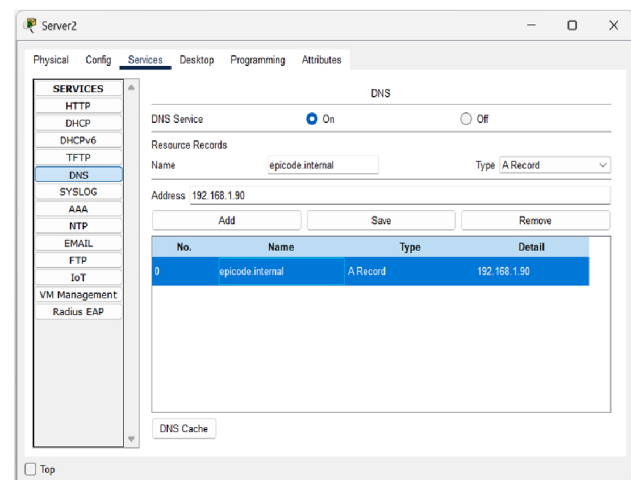 Server2
Physical Config Services Desktop Programming Attributes
SERVICES
HTTP
DHCP
DHCPv6
TFTP
DNS
SYSLOG
AAA
NTP
EMAIL
FTP
IoT
VM Management
Radius EAP
DNS
DNS Service On Off
Resource Records
Name epicode.internal Type A Record
Address 192.168.1.90
Add Save Remove
No. Name Type Detail
0 epicode.internal A Record 192.168.1.90
DNS Cache
Top